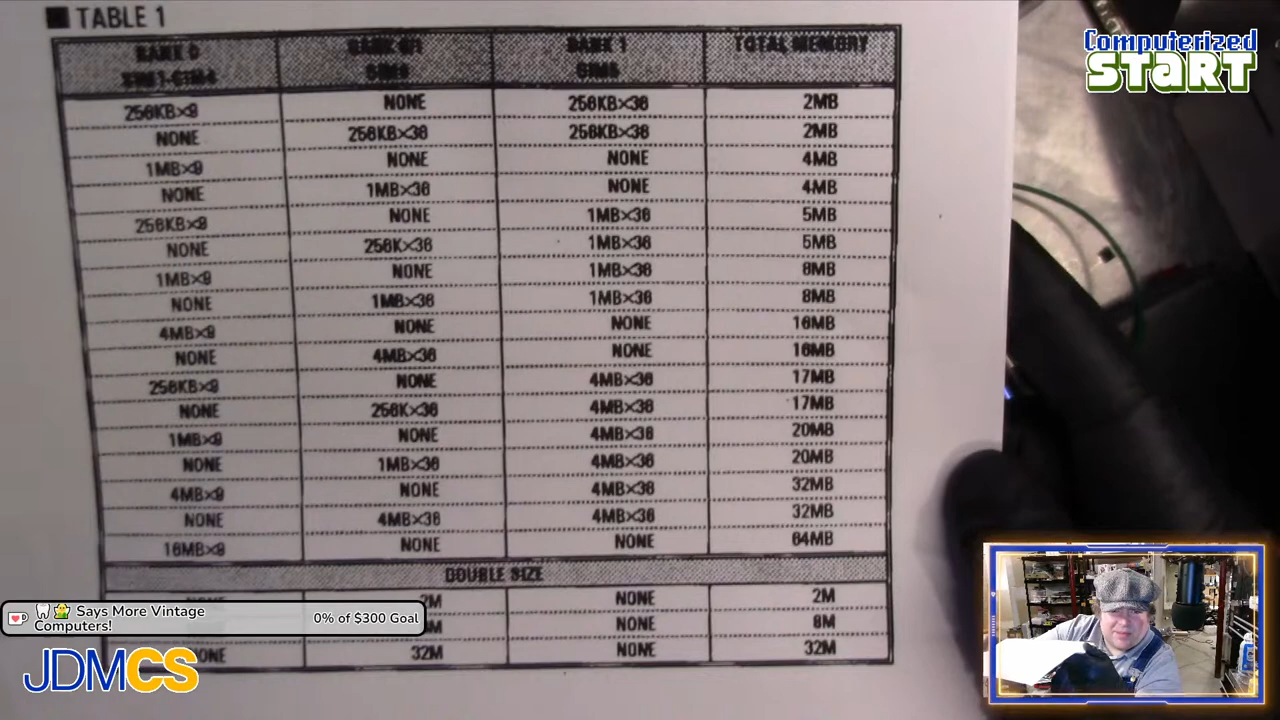 TABLE 1
BANK 0 BANK 0/1 BANK 1 TOTAL MEMORY
SIM1-SIM4 SIM5 SIM6
256KB×9 NONE 256KB×36 2MB
NONE 256KB×36 256KB×36 2MB
1MB×9 NONE NONE 4MB
NONE 1MB×36 NONE 4MB
256KB×9 NONE 1MB×36 5MB
NONE 256K×36 1MB×36 5MB
1MB×9 NONE 1MB×36 8MB
NONE 1MB×36 1MB×36 8MB
4MB×9 NONE NONE 16MB
NONE 4MB×36 NONE 16MB
256KB×9 NONE 4MB×36 17MB
NONE 256K×36 4MB×36 17MB
1MB×9 NONE 4MB×36 20MB
NONE 1MB×36 4MB×36 20MB
4MB×9 NONE 4MB×36 32MB
NONE 4MB×36 4MB×36 32MB
16MB×9 NONE NONE 64MB
DOUBLE SIZE
NONE 2M NONE 2M
NONE 8M
NONE 32M NONE 32M
Computerized
START
Says More Vintage
Computers!
0% of $300 Goal
JDMCS